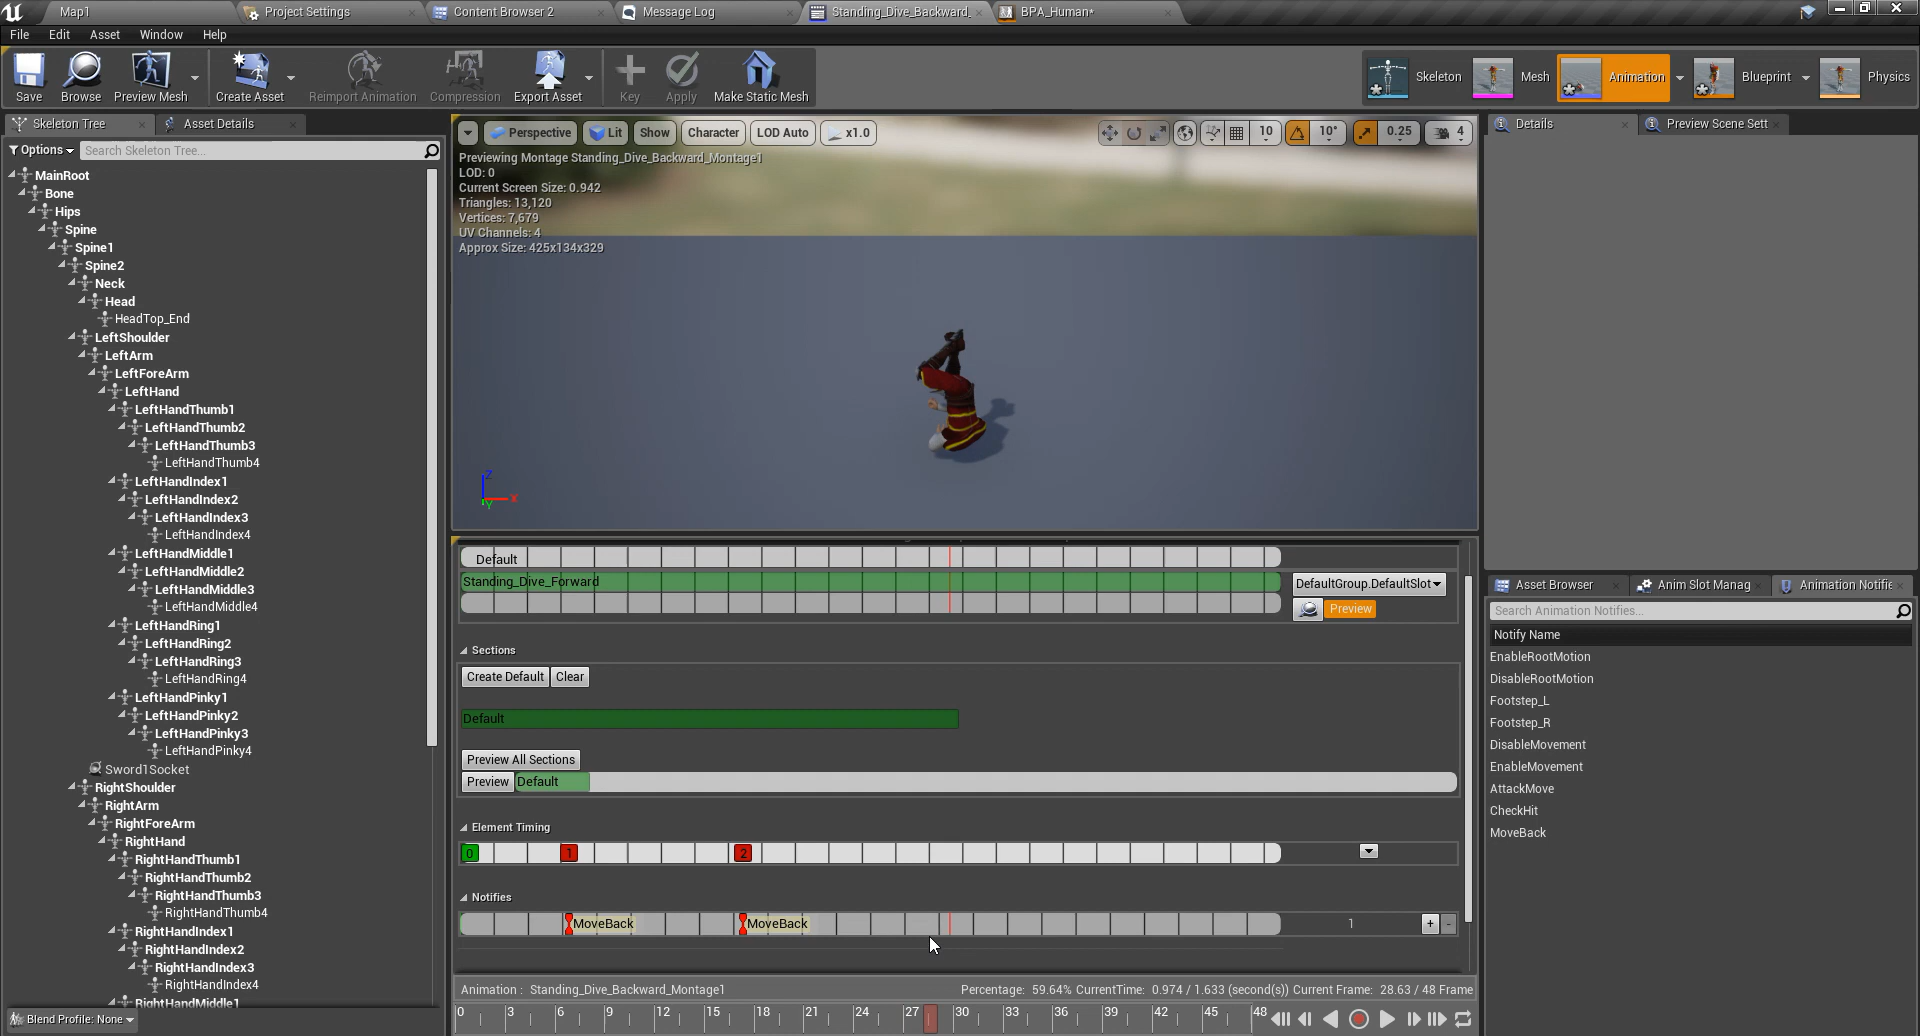 Map1
Project Settings
Content Browser 2
Message Log
Standing_Dive_Backward_
BPA_Human*
File Edit Asset Window Help
Save
Browse
Preview Mesh
Create Asset
Reimport Animation
Compression
Export Asset
Key
Apply
Make Static Mesh
Skeleton
Mesh
Animation
Blueprint
Physics
Skeleton Tree
Asset Details
Options
Search Skeleton Tree...
MainRoot
Bone
Hips
Spine
Spine1
Spine2
Neck
Head
HeadTop_End
LeftShoulder
LeftArm
LeftForeArm
LeftHand
LeftHandThumb1
LeftHandThumb2
LeftHandThumb3
LeftHandThumb4
LeftHandIndex1
LeftHandIndex2
LeftHandIndex3
LeftHandIndex4
LeftHandMiddle1
LeftHandMiddle2
LeftHandMiddle3
LeftHandMiddle4
LeftHandRing1
LeftHandRing2
LeftHandRing3
LeftHandRing4
LeftHandPinky1
LeftHandPinky2
LeftHandPinky3
LeftHandPinky4
Sword1Socket
RightShoulder
RightArm
RightForeArm
RightHand
RightHandThumb1
RightHandThumb2
RightHandThumb3
RightHandThumb4
RightHandIndex1
RightHandIndex2
RightHandIndex3
RightHandIndex4
RightHandMiddle1
Blend Profile: None
Perspective
Lit
Show
Character
LOD Auto
x1.0
10
10°
0.25
4
Previewing Montage Standing_Dive_Backward_Montage1
LOD: 0
Current Screen Size: 0.942
Triangles: 13,120
Vertices: 7,679
UV Channels: 4
Approx Size: 425x134x329
Z
X
Y
Default
Standing_Dive_Forward
DefaultGroup.DefaultSlot
Preview
Sections
Create Default
Clear
Default
Preview All Sections
Preview
Default
Element Timing
0
1
2
Notifies
MoveBack
MoveBack
1
+
-
Animation : Standing_Dive_Backward_Montage1
Percentage: 59.64% CurrentTime: 0.974 / 1.633 (second(s)) Current Frame: 28.63 / 48 Frame
0 3 6 9 12 15 18 21 24 27 30 33 36 39 42 45 48
Details
Preview Scene Sett
Asset Browser
Anim Slot Manag
Animation Notifie
Search Animation Notifies...
Notify Name
EnableRootMotion
DisableRootMotion
Footstep_L
Footstep_R
DisableMovement
EnableMovement
AttackMove
CheckHit
MoveBack